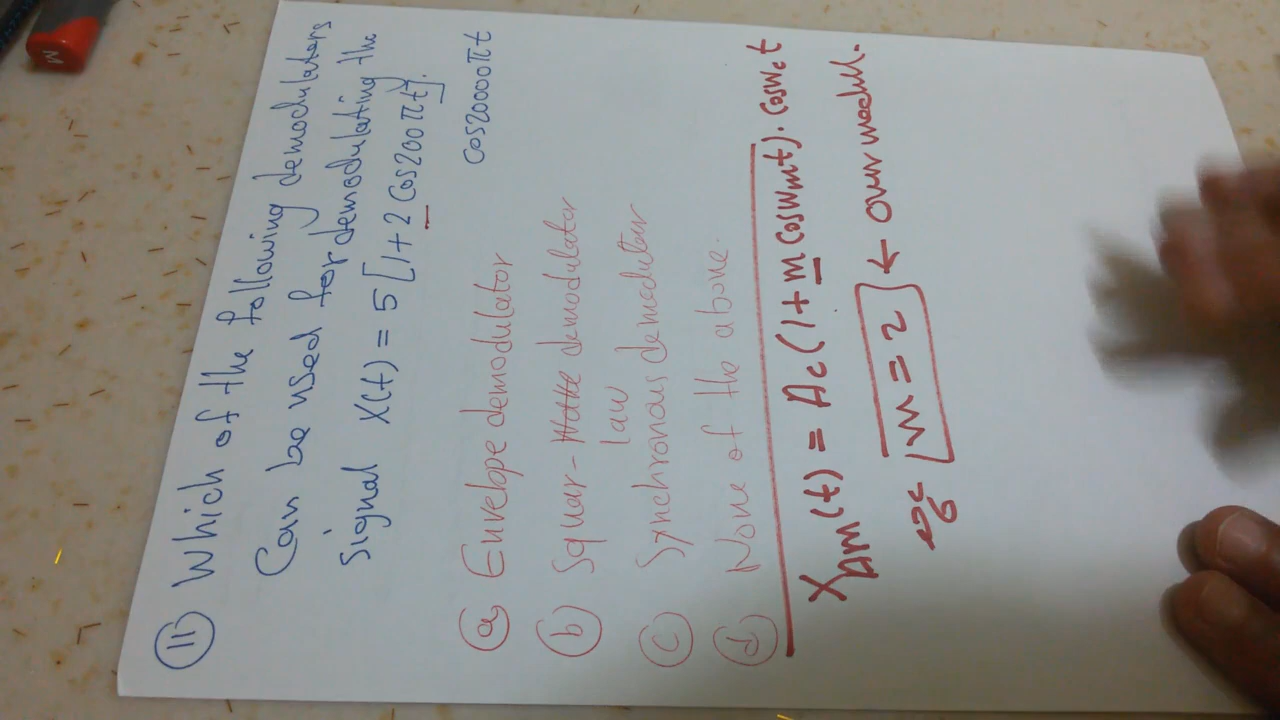 11 Which of the following demodulators
Can be used for demodulating the
signal X(t) = 5 [1+2 Cos200πt].
Cos20000πt
a Envelope demodulator
b Squar- demodulator
law
c Synchronous demodultour
d None of the above.
XAM(t) = Ac(1+m Coswmt). Coswct
m = 2 ← over modul.